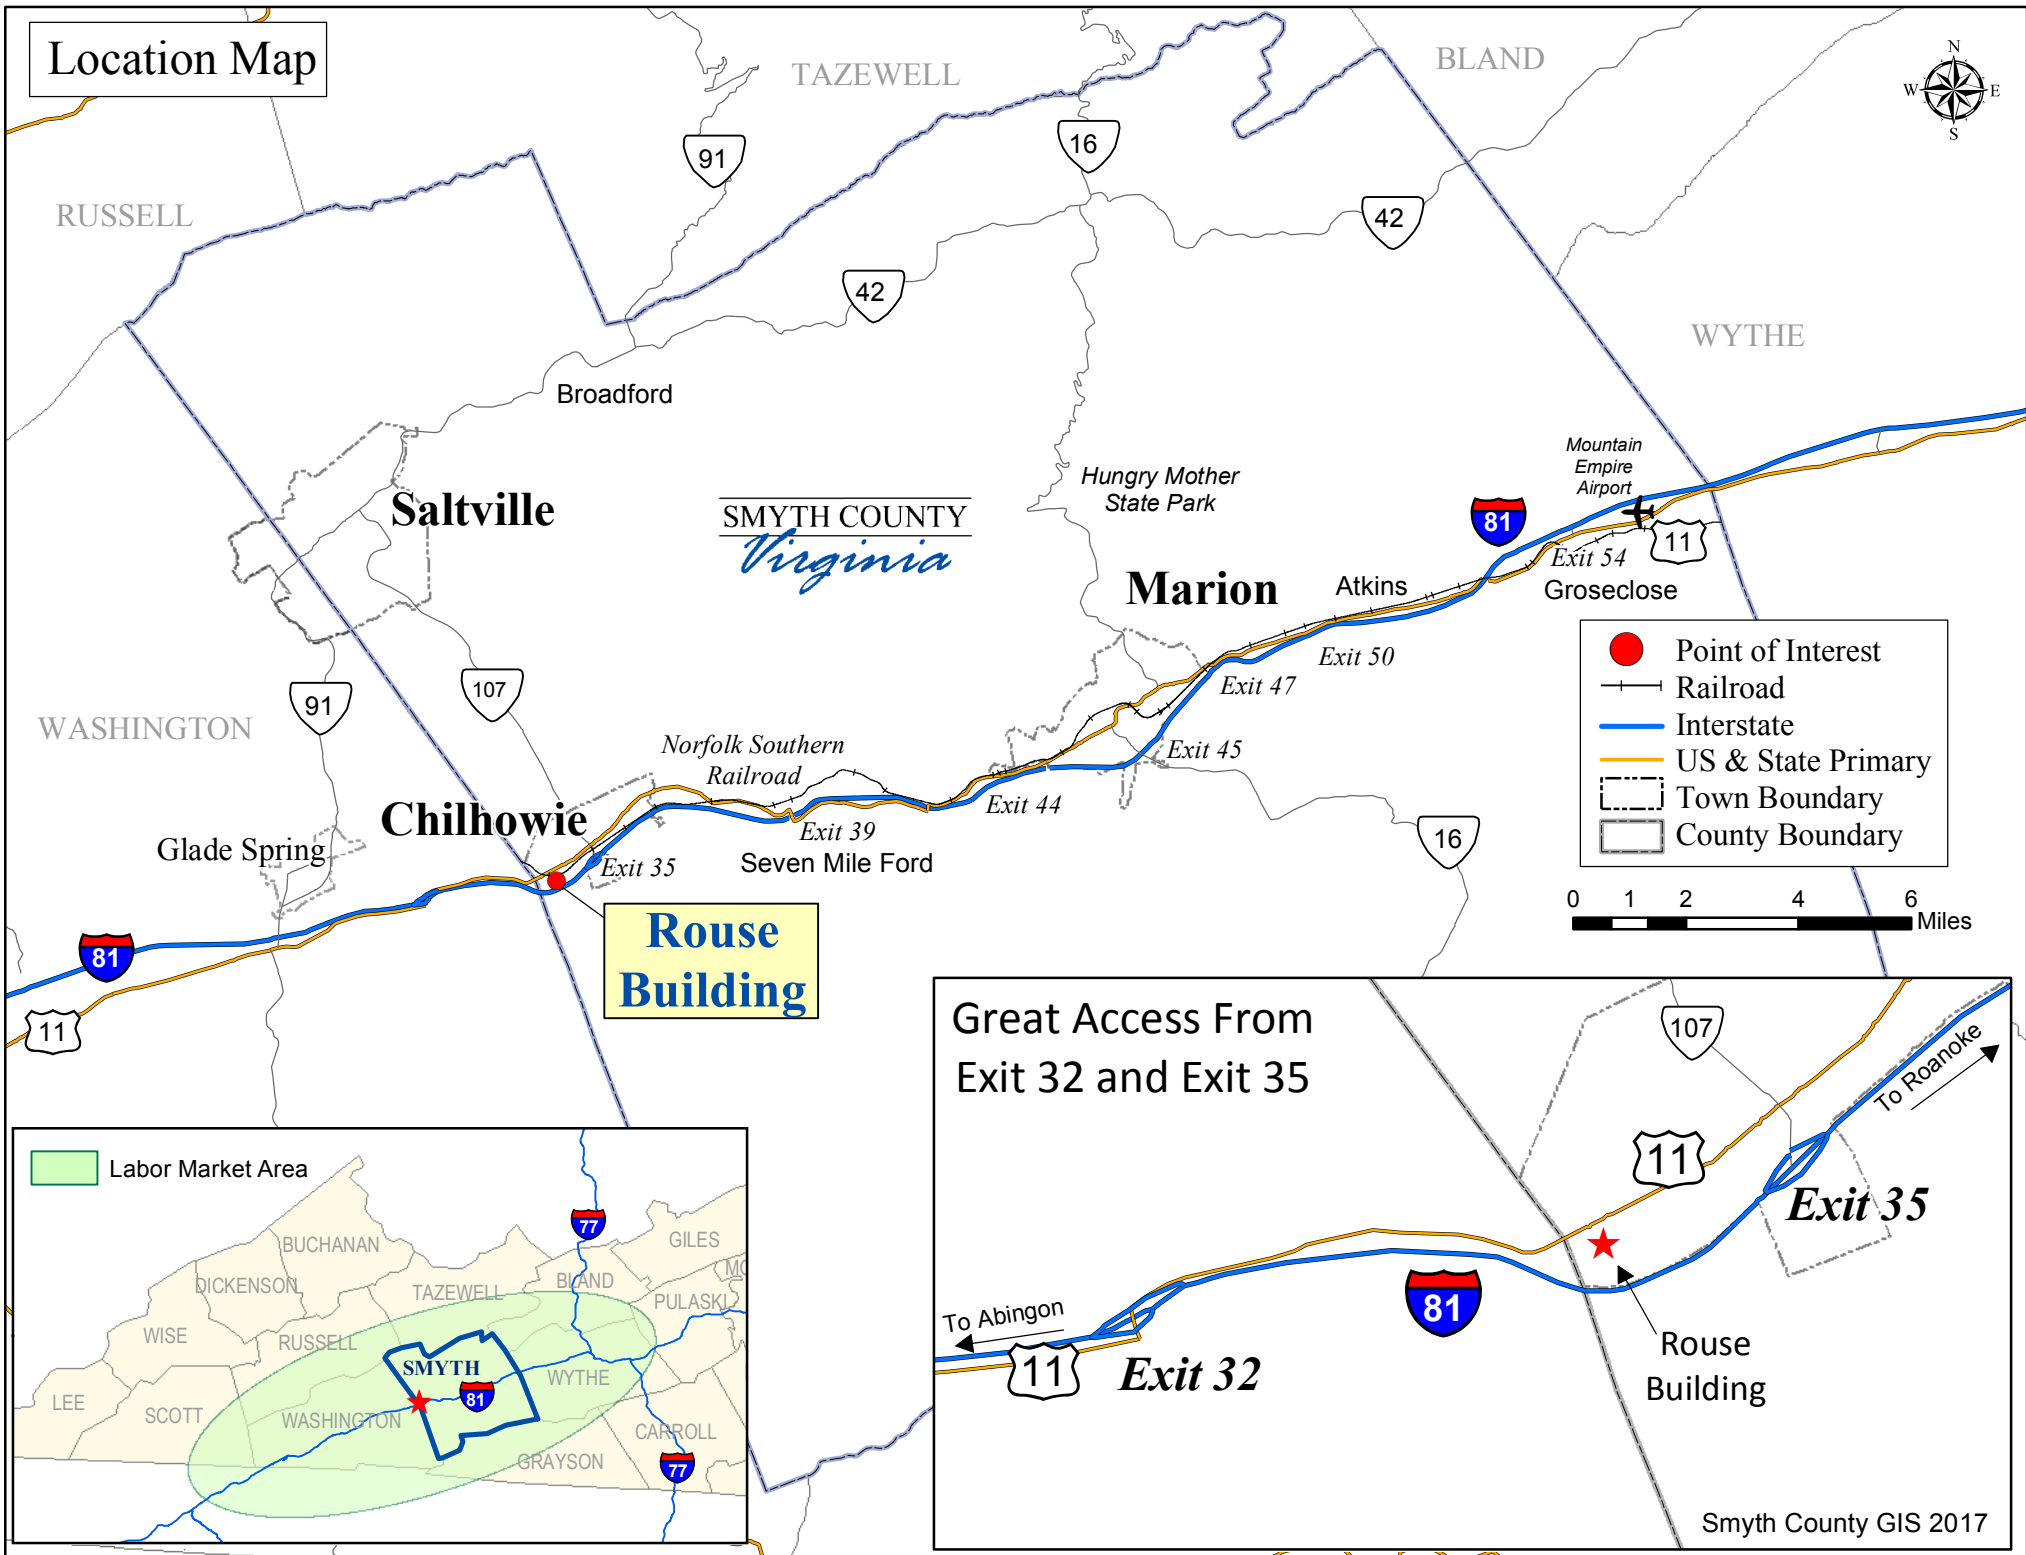 Location Map
TAZEWELL
BLAND
N
W
E
S
RUSSELL
91
16
42
42
WYTHE
Broadford
Saltville
SMYTH COUNTY
Virginia
Hungry Mother
State Park
Mountain
Empire
Airport
81
11
Exit 54
Groseclose
Marion
Atkins
Exit 50
Exit 47
Exit 45
Exit 44
91
107
WASHINGTON
Norfolk Southern
Railroad
Chilhowie
Glade Spring
Exit 35
Exit 39
Seven Mile Ford
16
Point of Interest
Railroad
Interstate
US & State Primary
Town Boundary
County Boundary
0 1 2 4 6
Miles
81
11
Rouse
Building
Great Access From
Exit 32 and Exit 35
107
To Roanoke
11
Exit 35
81
To Abingon
11
Exit 32
Rouse
Building
Smyth County GIS 2017
Labor Market Area
77
BUCHANAN
GILES
DICKENSON
TAZEWELL
BLAND
MO
PULASKI
WISE
RUSSELL
SMYTH
WYTHE
LEE
SCOTT
WASHINGTON
81
CARROLL
GRAYSON
77